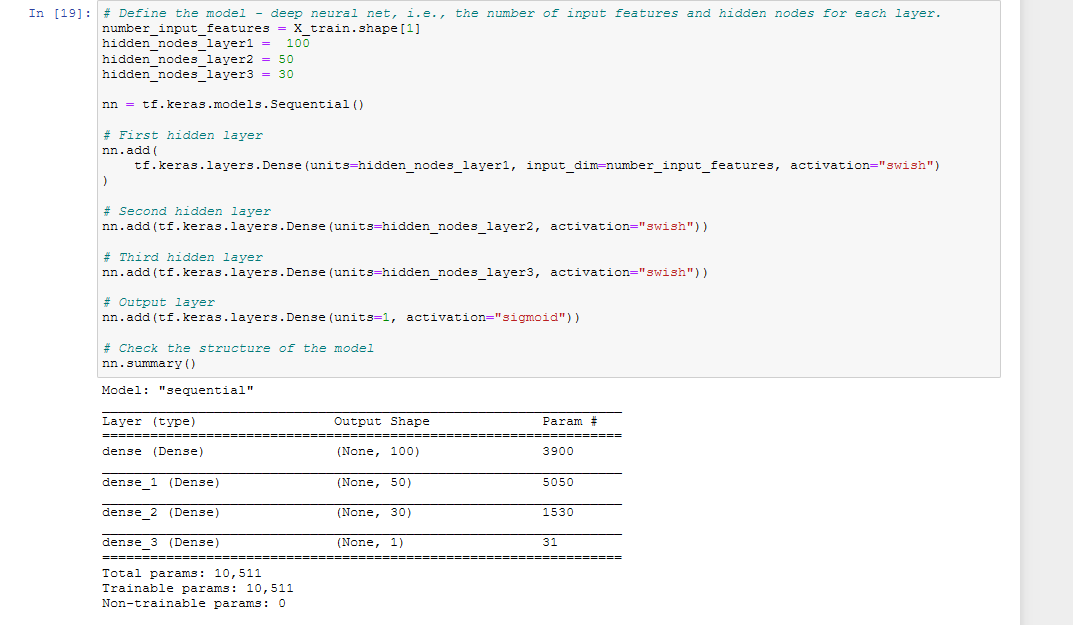 In [19]: # Define the model - deep neural net, i.e., the number of input features and hidden nodes for each layer.
number_input_features = X_train.shape[1]
hidden_nodes_layer1 =  100
hidden_nodes_layer2 = 50
hidden_nodes_layer3 = 30

nn = tf.keras.models.Sequential()

# First hidden layer
nn.add(
    tf.keras.layers.Dense(units=hidden_nodes_layer1, input_dim=number_input_features, activation="swish")
)

# Second hidden layer
nn.add(tf.keras.layers.Dense(units=hidden_nodes_layer2, activation="swish"))

# Third hidden layer
nn.add(tf.keras.layers.Dense(units=hidden_nodes_layer3, activation="swish"))

# Output layer
nn.add(tf.keras.layers.Dense(units=1, activation="sigmoid"))

# Check the structure of the model
nn.summary()
Model: "sequential"
Layer (type) Output Shape Param #
dense (Dense) (None, 100) 3900
dense_1 (Dense) (None, 50) 5050
dense_2 (Dense) (None, 30) 1530
dense_3 (Dense) (None, 1) 31
Total params: 10,511
Trainable params: 10,511
Non-trainable params: 0